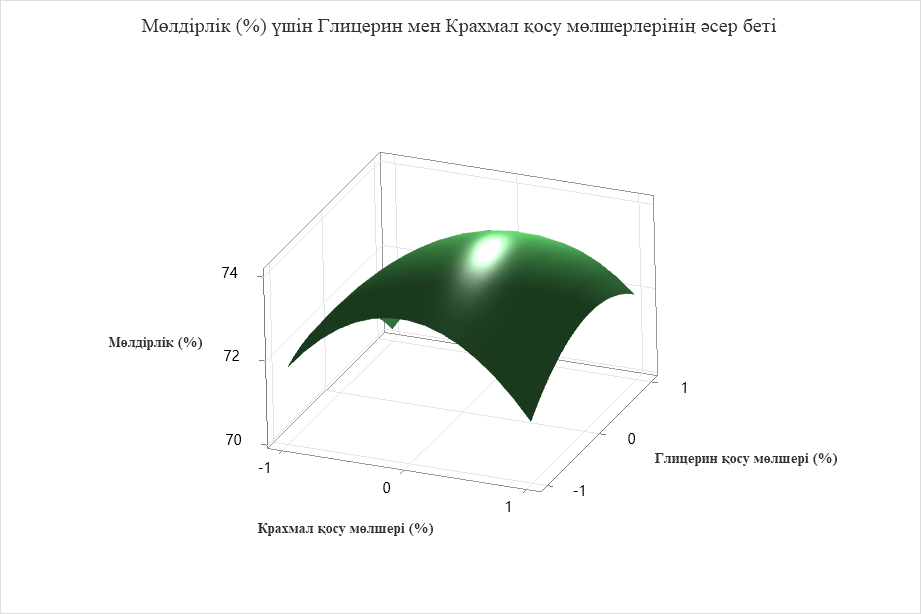 Мөлдірлік (%) үшін Глицерин мен Крахмал қосу мөлшерлерінің әсер беті
74
Мөлдірлік (%)
72
70
-1
0
1
Крахмал қосу мөлшері (%)
1
0
-1
Глицерин қосу мөлшері (%)